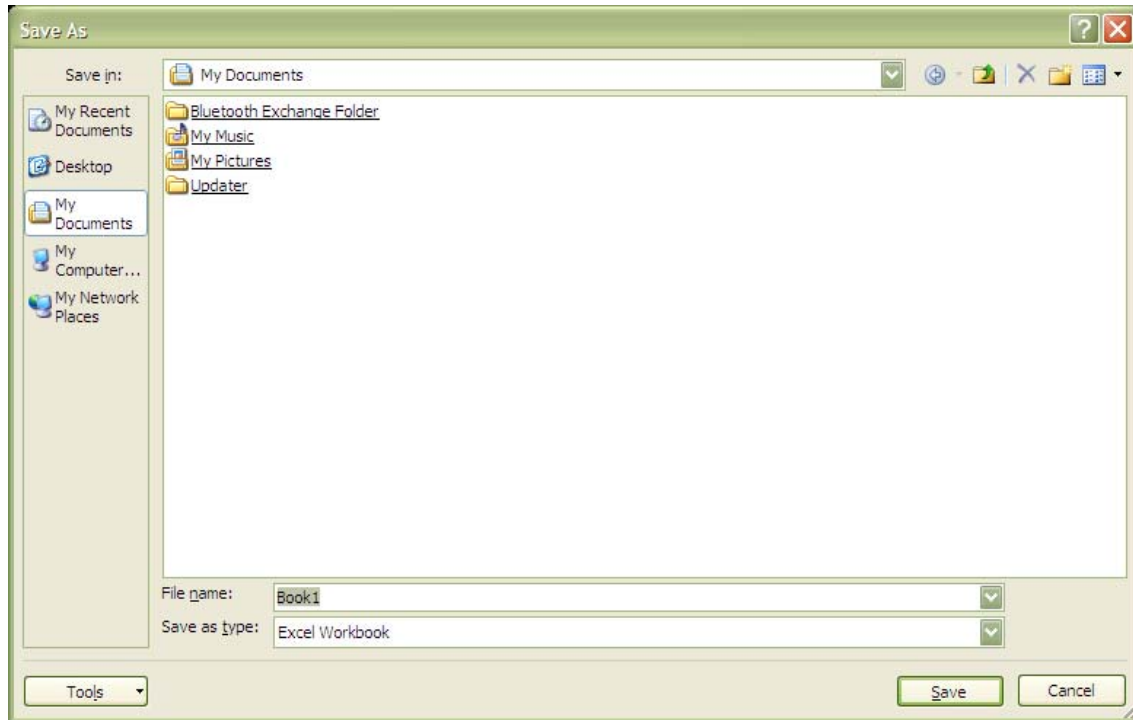 Save As
Save in:
My Documents
My Recent
Documents
Desktop
My
Documents
My
Computer...
My Network
Places
Bluetooth Exchange Folder
My Music
My Pictures
Updater
File name:
Book1
Save as type:
Excel Workbook
Tools
Save
Cancel